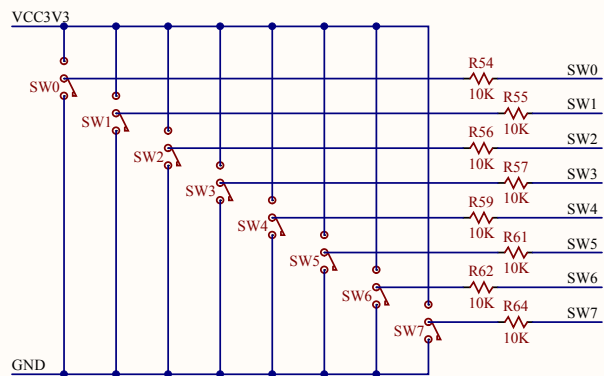 VCC3V3
R54
SW0
SW0
10K
R55
SW1
SW1
10K
R56
SW2
SW2
10K
R57
SW3
SW3
10K
R59
SW4
SW4
10K
R61
SW5
SW5
10K
R62
SW6
SW6
10K
R64
SW7
SW7
10K
GND